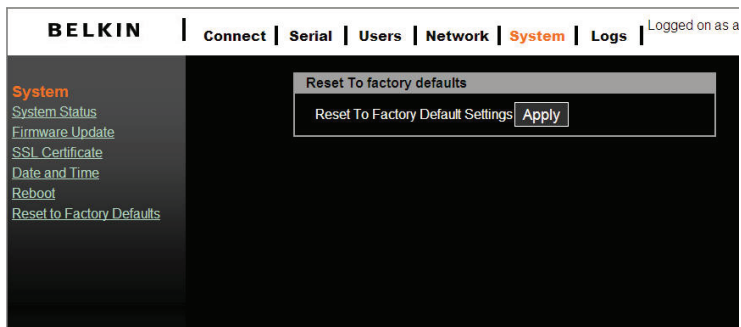 BELKIN
Connect Serial Users Network System Logs
Logged on as a
System
System Status
Firmware Update
SSL Certificate
Date and Time
Reboot
Reset to Factory Defaults
Reset To factory defaults
Reset To Factory Default Settings Apply